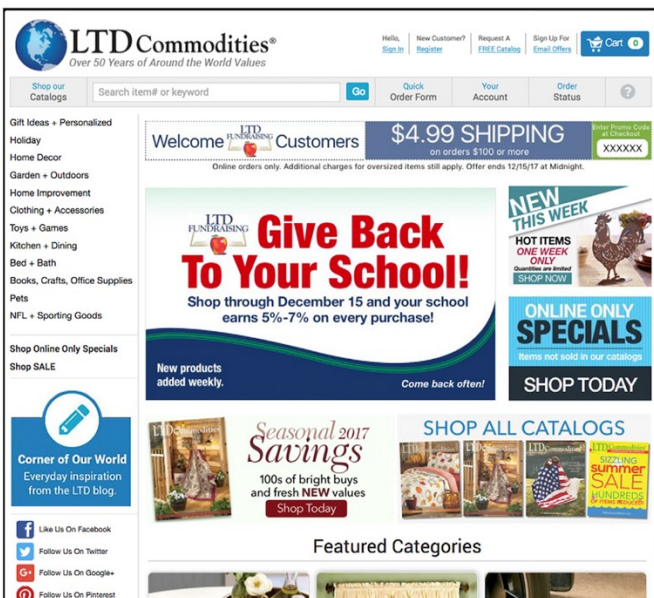 LTD Commodities®
Over 50 Years of Around the World Values
Hello,
Sign In
New Customer?
Register
Request A
FREE Catalog
Sign Up For
Email Offers
Cart 0
Shop our
Catalogs
Search item# or keyword
Go
Quick
Order Form
Your
Account
Order
Status
?
Gift Ideas + Personalized
Holiday
Home Decor
Garden + Outdoors
Home Improvement
Clothing + Accessories
Toys + Games
Kitchen + Dining
Bed + Bath
Books, Crafts, Office Supplies
Pets
NFL + Sporting Goods
Shop Online Only Specials
Shop SALE
Corner of Our World
Everyday inspiration
from the LTD blog.
Like Us On Facebook
Follow Us On Twitter
Follow Us On Google+
Follow Us On Pinterest
Welcome LTD FUNDRAISING Customers
$4.99 SHIPPING
on orders $100 or more
Enter Promo Code
at Checkout
XXXXXX
Online orders only. Additional charges for oversized items still apply. Offer ends 12/15/17 at Midnight.
LTD
FUNDRAISING
Give Back
To Your School!
Shop through December 15 and your school
earns 5%-7% on every purchase!
New products
added weekly.
Come back often!
NEW
THIS WEEK
HOT ITEMS
ONE WEEK
ONLY
Quantities are limited
SHOP NOW
ONLINE ONLY
SPECIALS
Items not sold in our catalogs
SHOP TODAY
LTDCommodities
Seasonal 2017
Savings
100s of bright buys
and fresh NEW values
Shop Today
SHOP ALL CATALOGS
LTDCommodities
LTDCommodities
LTDCommodities
LTDCommodities
SIZZLING
summer
SALE
HUNDREDS
OF ITEMS REDUCED!
Featured Categories